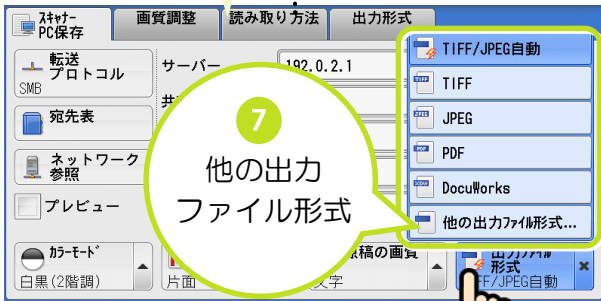 スキャナー
PC保存
画質調整
読み取り方法
出力形式
転送
プロトコル
SMB
サーバー
192.0.2.1
宛先表
ネットワーク
参照
プレビュー
カラーモード
白黒(2階調)
片面
原稿の画質
文字
出力ファイル
形式
FF/JPEG自動
TIFF/JPEG自動
TIFF
JPEG
PDF
DocuWorks
他の出力ファイル形式...
7
他の出力
ファイル形式